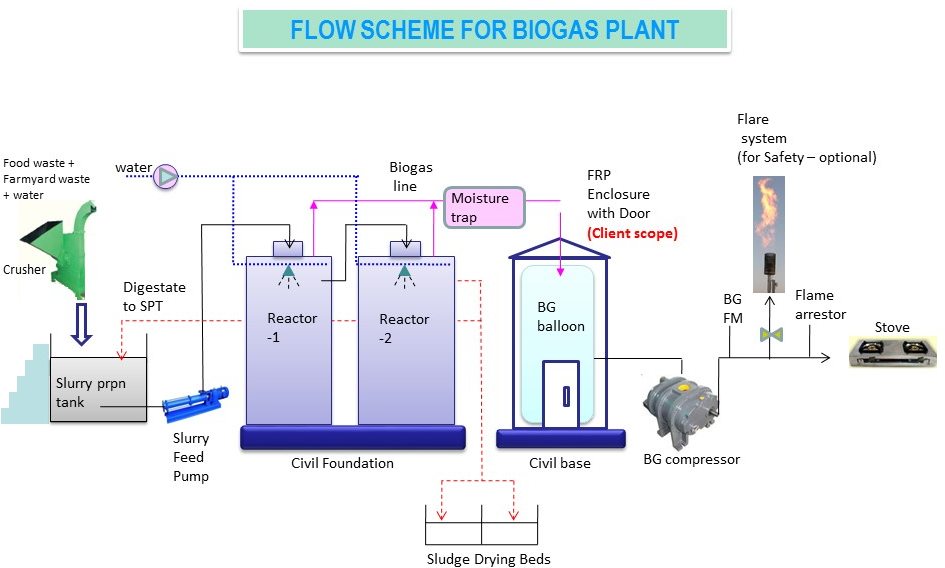 FLOW SCHEME FOR BIOGAS PLANT
Flare
system
(for Safety – optional)
Food waste +
Farmyard waste
+ water
water
Biogas
line
Moisture
trap
FRP
Enclosure
with Door
(Client scope)
Crusher
Digestate
to SPT
Reactor
-1
Reactor
-2
BG
balloon
BG
FM
Flame
arrestor
Stove
Slurry prpn
tank
Slurry
Feed
Pump
Civil Foundation
Civil base
BG compressor
Sludge Drying Beds